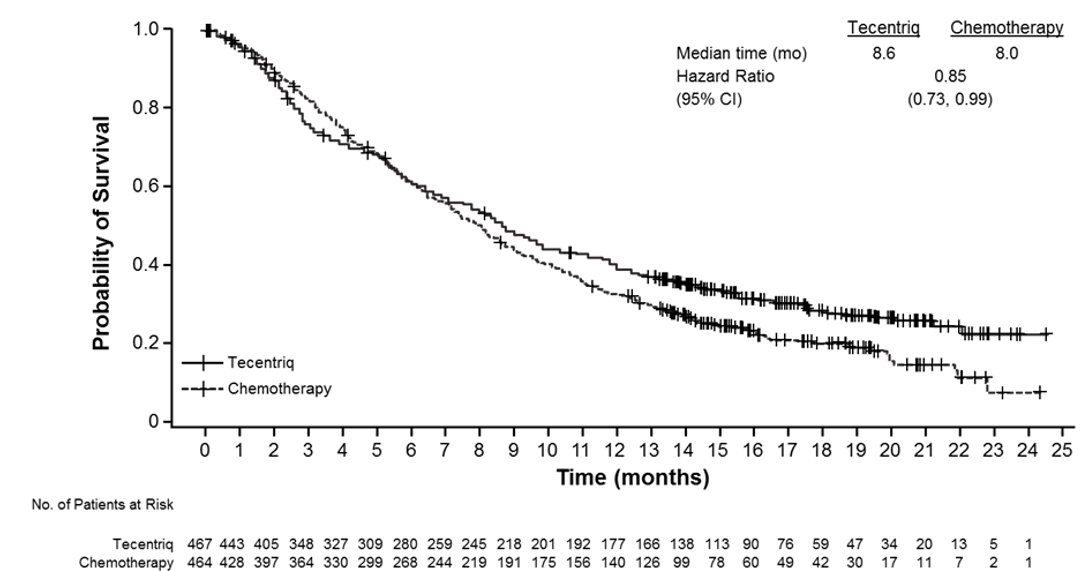 Tecentriq Chemotherapy
Median time (mo) 8.6 8.0
Hazard Ratio 0.85
(95% CI) (0.73, 0.99)
Probability of Survival
1.0
0.8
0.6
0.4
0.2
0
Tecentriq
Chemotherapy
0 1 2 3 4 5 6 7 8 9 10 11 12 13 14 15 16 17 18 19 20 21 22 23 24 25
Time (months)
No. of Patients at Risk
Tecentriq 467 443 405 348 327 309 280 259 245 218 201 192 177 166 138 113 90 76 59 47 34 20 13 5 1
Chemotherapy 464 428 397 364 330 299 268 244 219 191 175 156 140 126 99 78 60 49 42 30 17 11 7 2 1